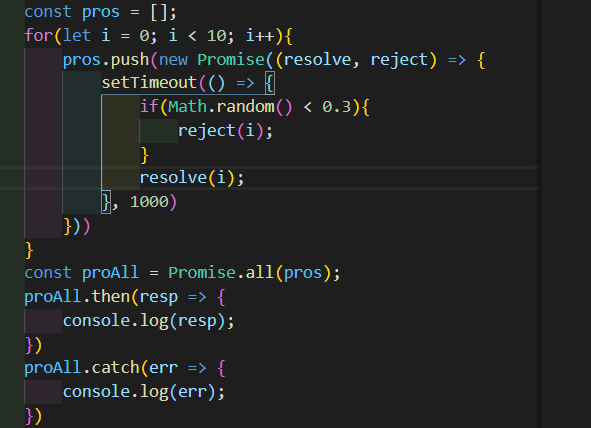 const pros = [];
for(let i = 0; i < 10; i++){
    pros.push(new Promise((resolve, reject) => {
        setTimeout(() => {
            if(Math.random() < 0.3){
                reject(i);
            }
            resolve(i);
        }, 1000)
    }))
}
const proAll = Promise.all(pros);
proAll.then(resp => {
    console.log(resp);
})
proAll.catch(err => {
    console.log(err);
})